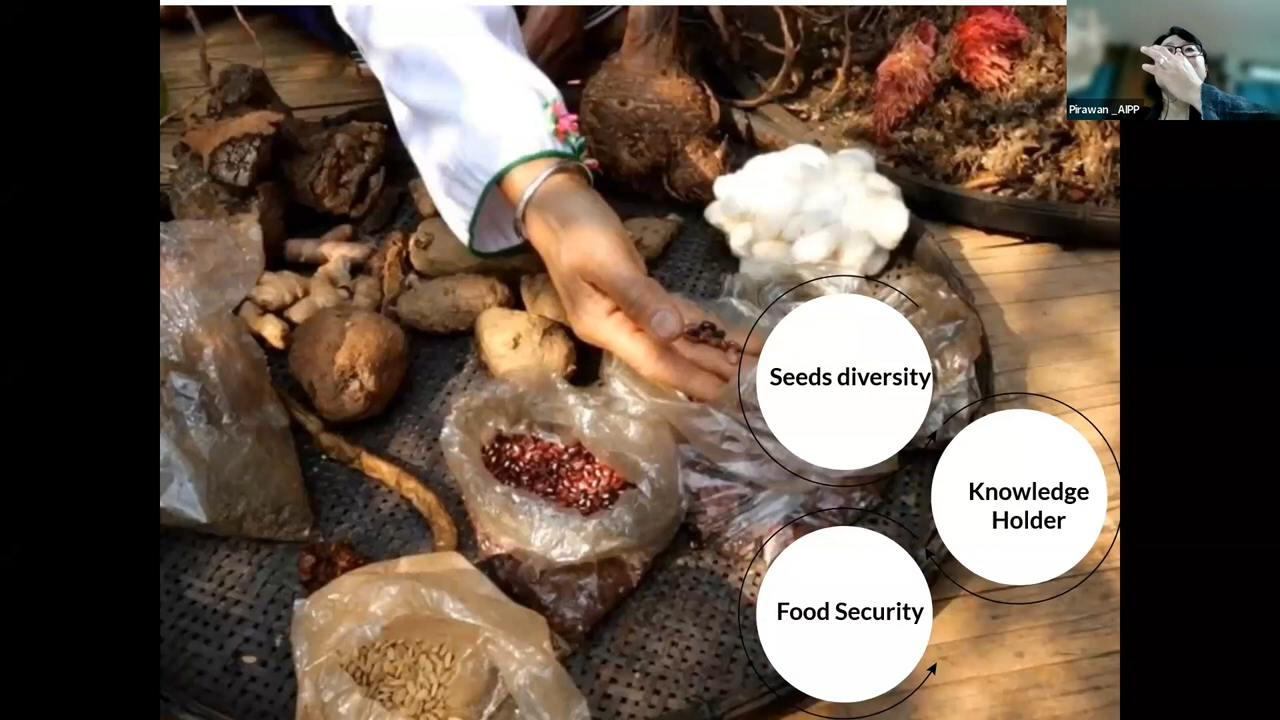 Pirawan _AIPP
Seeds diversity
Knowledge
Holder
Food Security